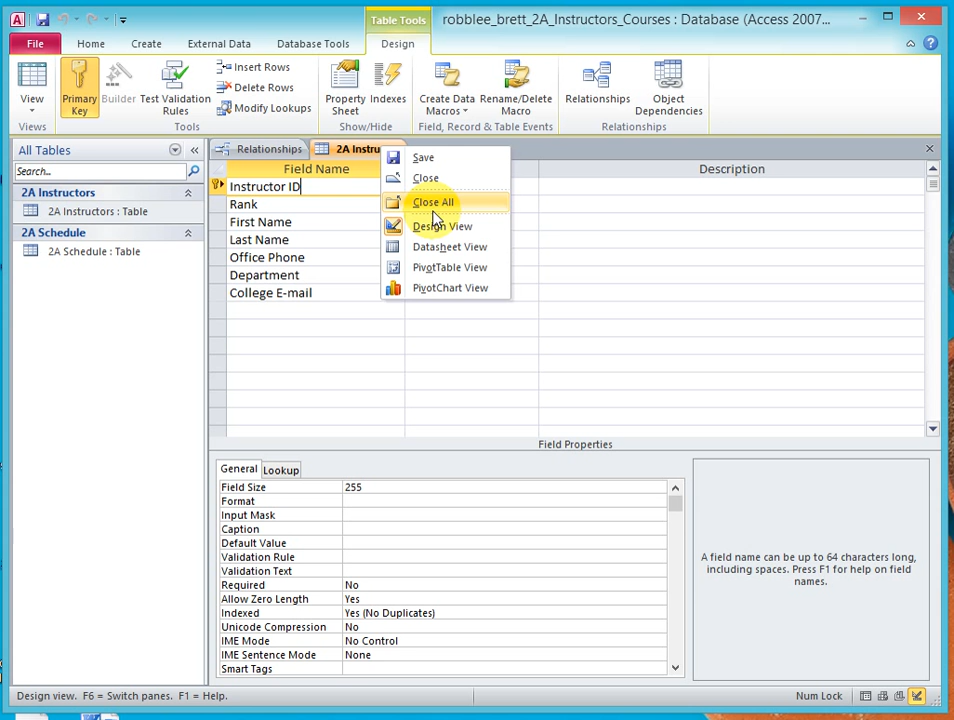 Table Tools
robblee_brett_2A_Instructors_Courses : Database (Access 2007...
File
Home
Create
External Data
Database Tools
Design
View
Primary Key
Builder
Test Validation Rules
Insert Rows
Delete Rows
Modify Lookups
Property Sheet
Indexes
Create Data Macros
Rename/Delete Macro
Relationships
Object Dependencies
Views
Tools
Show/Hide
Field, Record & Table Events
Relationships
All Tables
Search...
2A Instructors
2A Instructors : Table
2A Schedule
2A Schedule : Table
Relationships
2A Instru
Field Name
Description
Instructor ID
Rank
First Name
Last Name
Office Phone
Department
College E-mail
Save
Close
Close All
Design View
Datasheet View
PivotTable View
PivotChart View
Field Properties
General
Lookup
Field Size 255
Format
Input Mask
Caption
Default Value
Validation Rule
Validation Text
Required No
Allow Zero Length Yes
Indexed Yes (No Duplicates)
Unicode Compression No
IME Mode No Control
IME Sentence Mode None
Smart Tags
A field name can be up to 64 characters long,
including spaces. Press F1 for help on field
names.
Design view. F6 = Switch panes. F1 = Help.
Num Lock